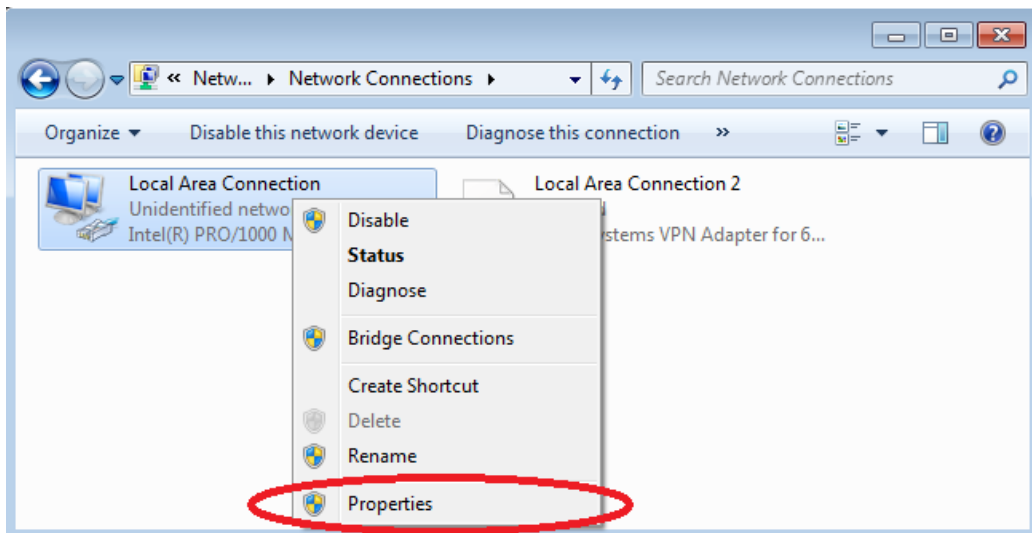 « Netw... Network Connections
Search Network Connections
Organize Disable this network device Diagnose this connection »
Local Area Connection
Unidentified netwo
Intel(R) PRO/1000 M
Local Area Connection 2
stems VPN Adapter for 6...
Disable
Status
Diagnose
Bridge Connections
Create Shortcut
Delete
Rename
Properties